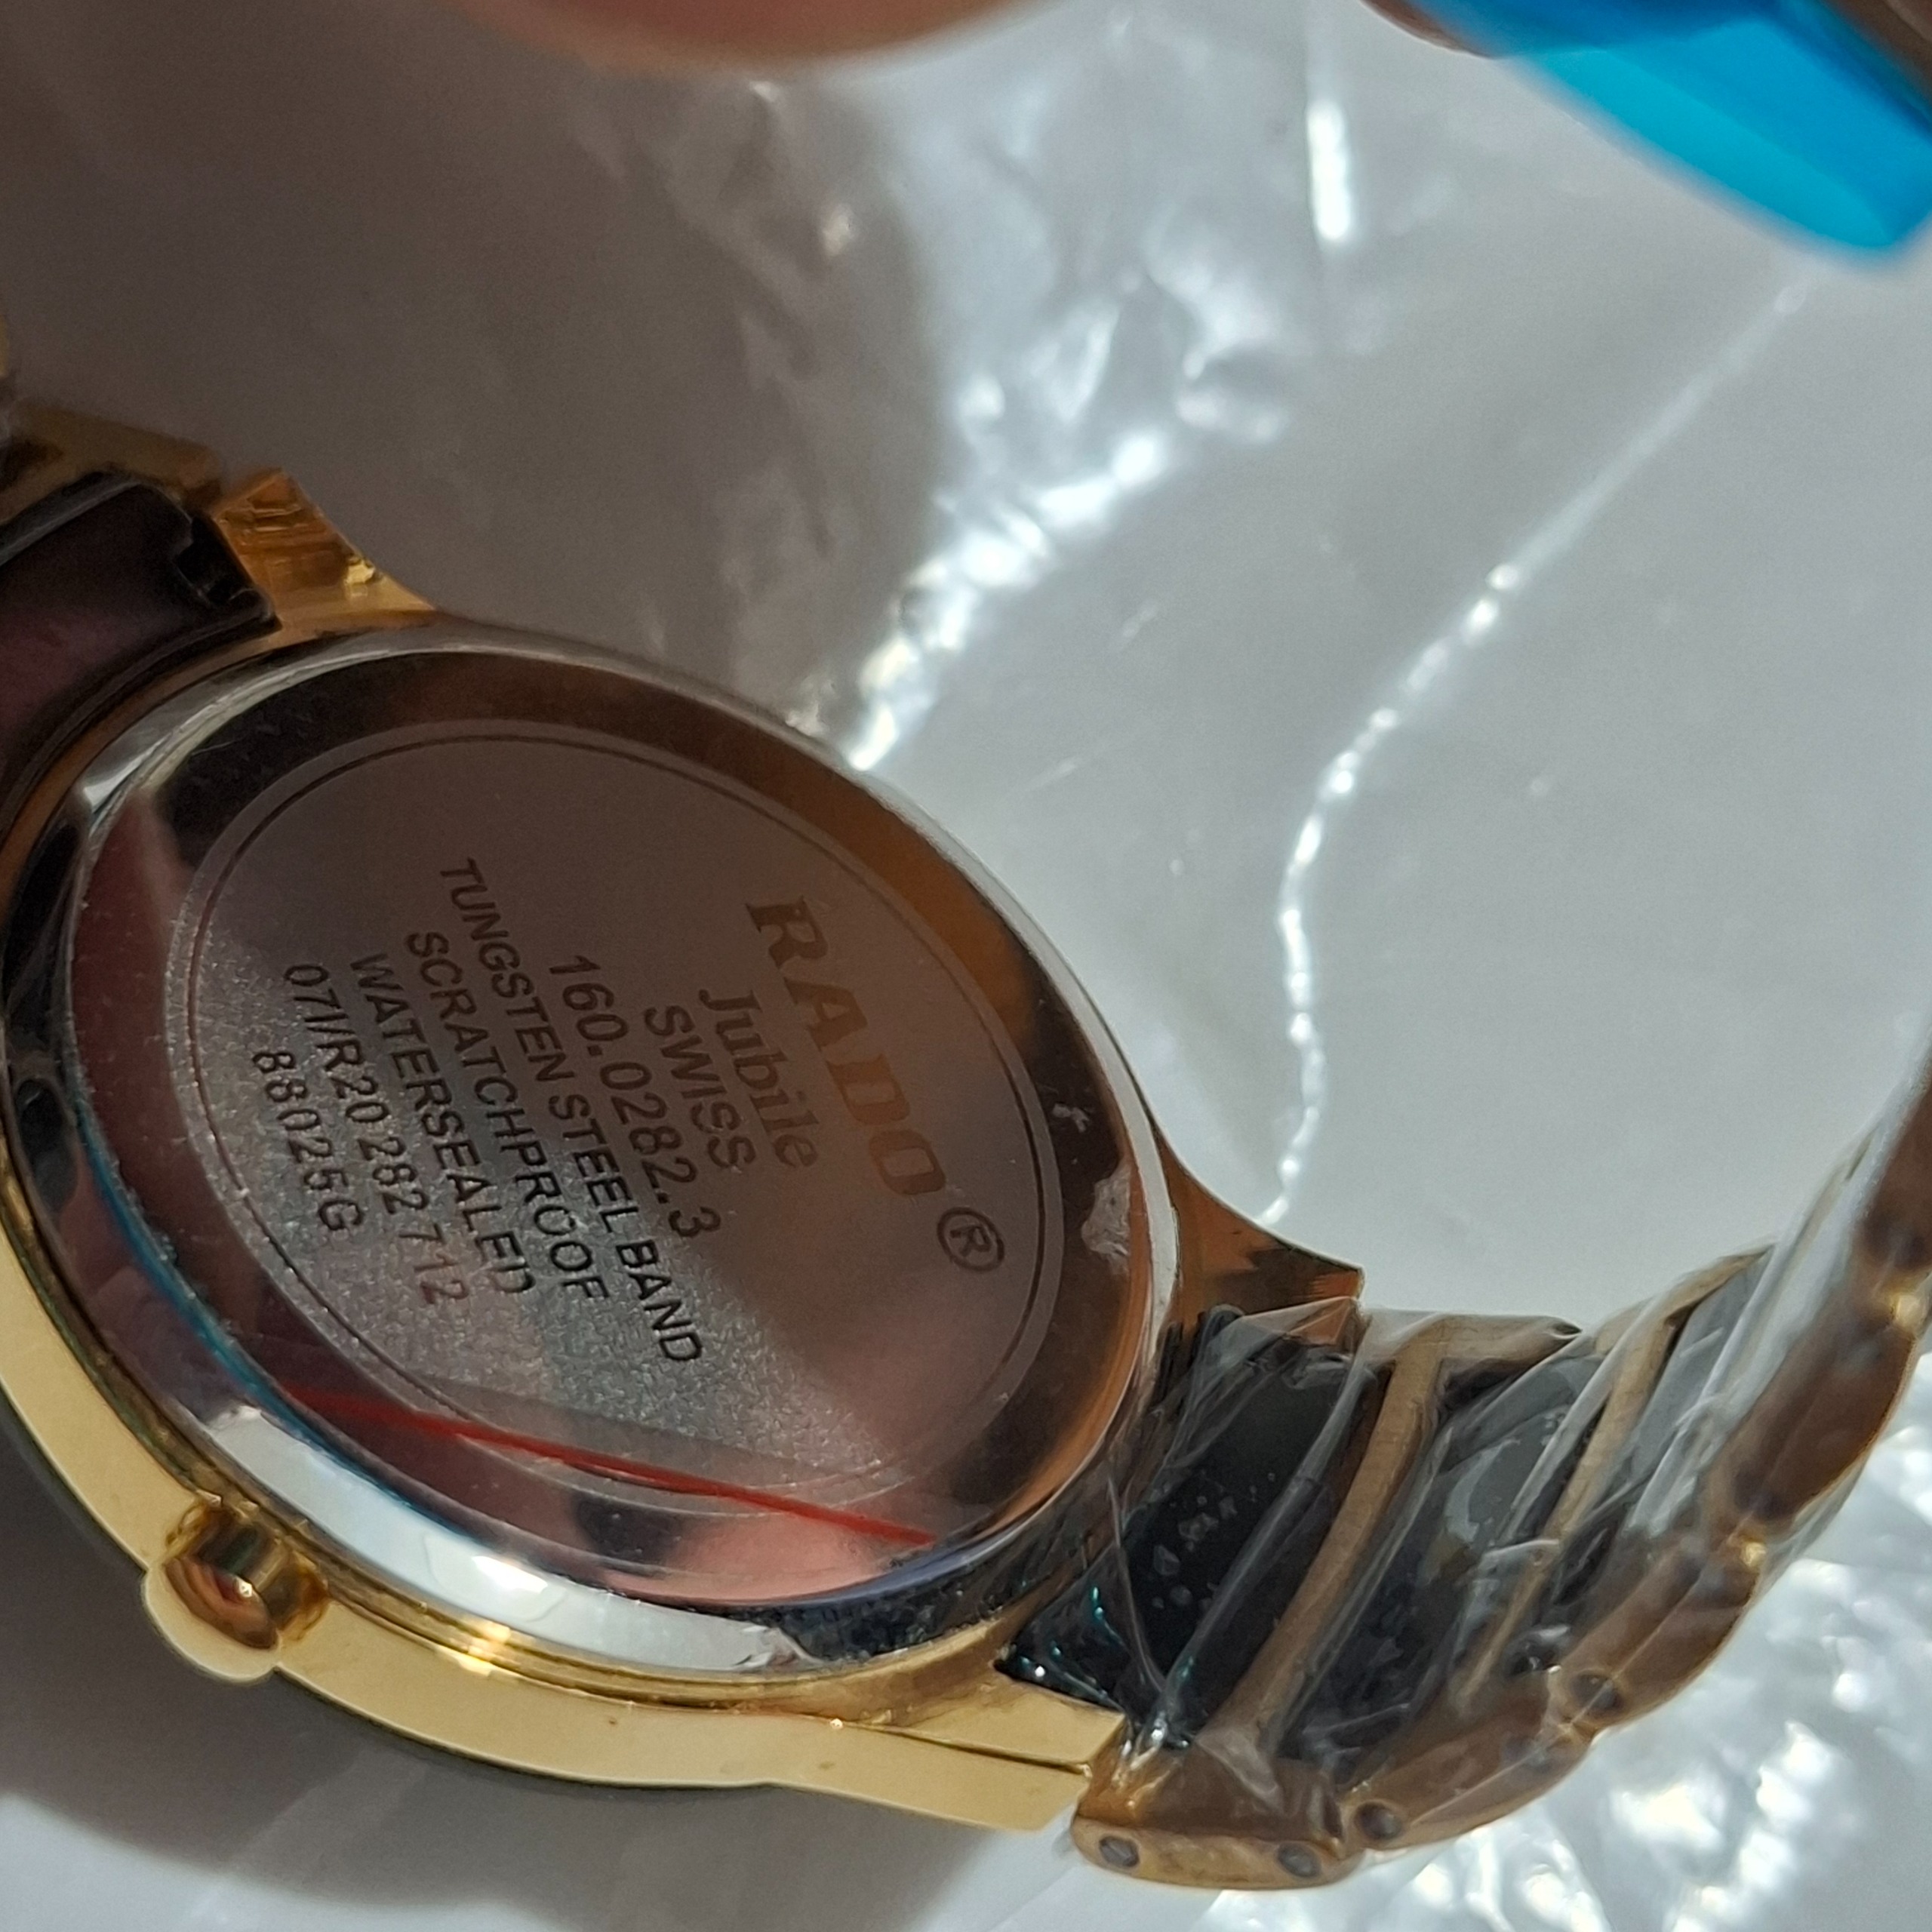 RADO®
Jubile
SWISS
160.0282.3
TUNGSTEN STEEL BAND
SCRATCHPROOF
WATERSEALED
07I/R20 282 712
88025G